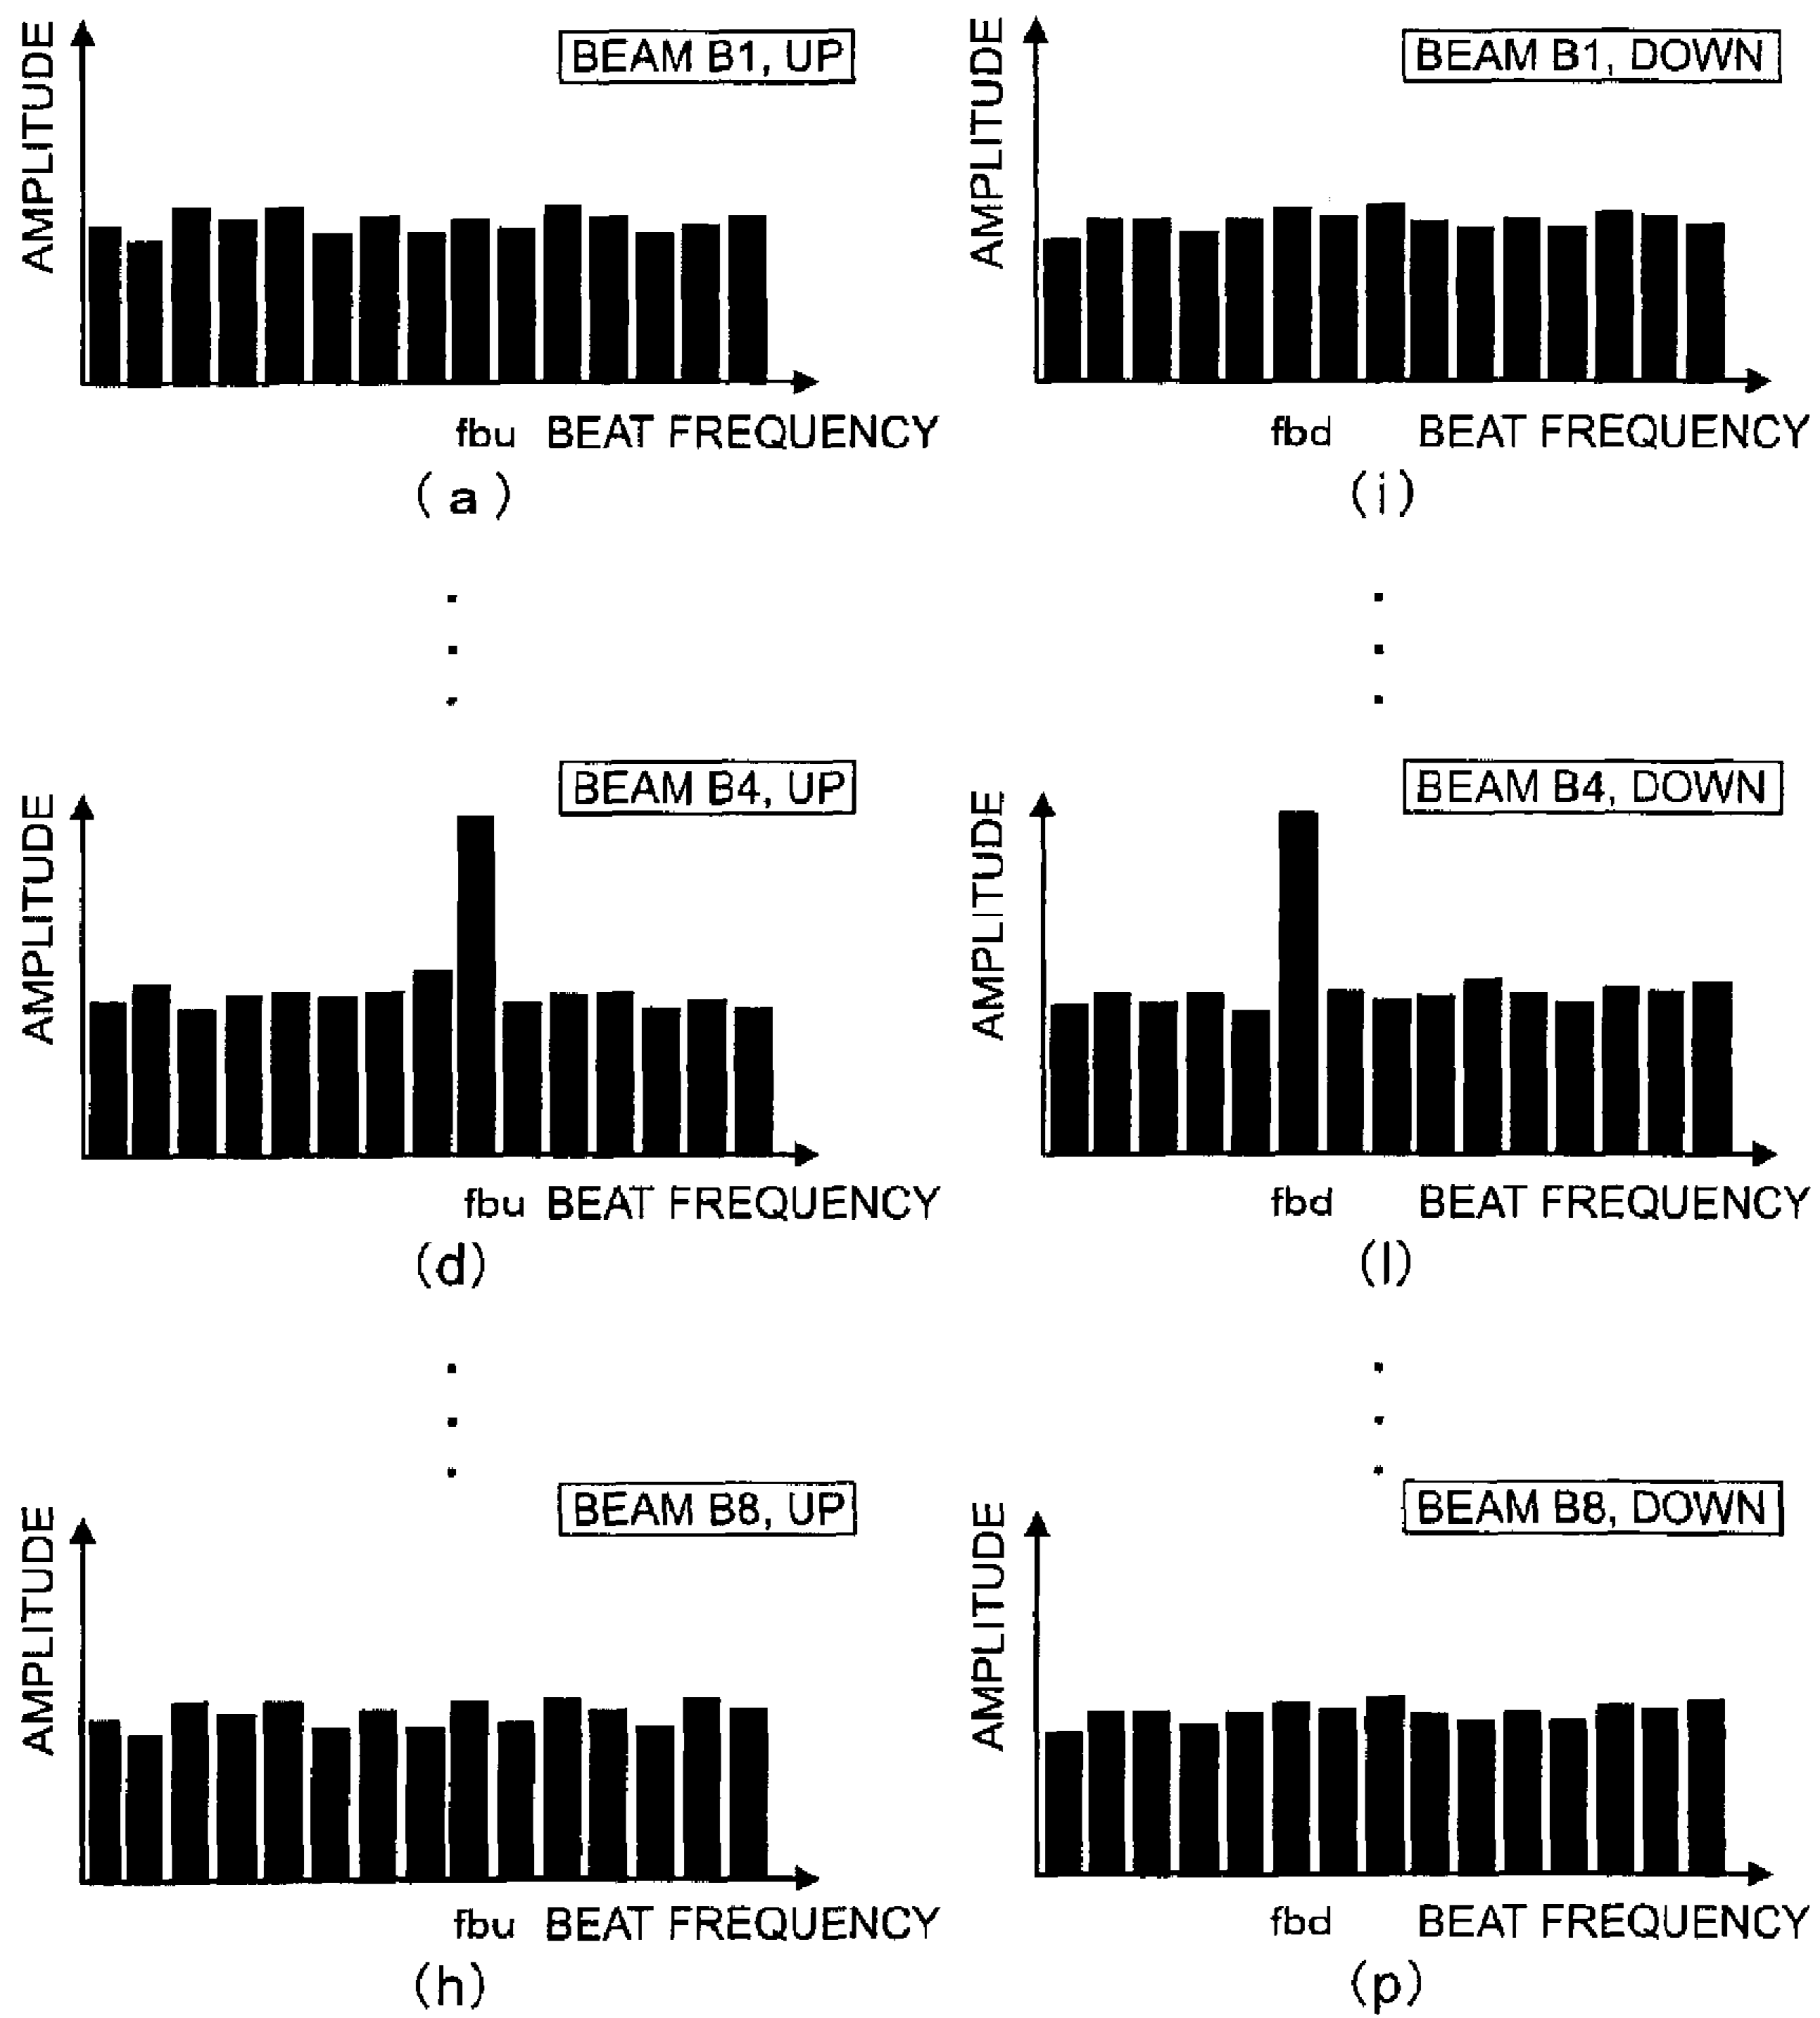 BEAM B1, UP
AMPLITUDE
fbu BEAT FREQUENCY
(a)
BEAM B1, DOWN
AMPLITUDE
fbd BEAT FREQUENCY
(i)
BEAM B4, UP
AMPLITUDE
fbu BEAT FREQUENCY
(d)
BEAM B4, DOWN
AMPLITUDE
fbd BEAT FREQUENCY
(l)
BEAM B8, UP
AMPLITUDE
fbu BEAT FREQUENCY
(h)
BEAM B8, DOWN
AMPLITUDE
fbd BEAT FREQUENCY
(p)